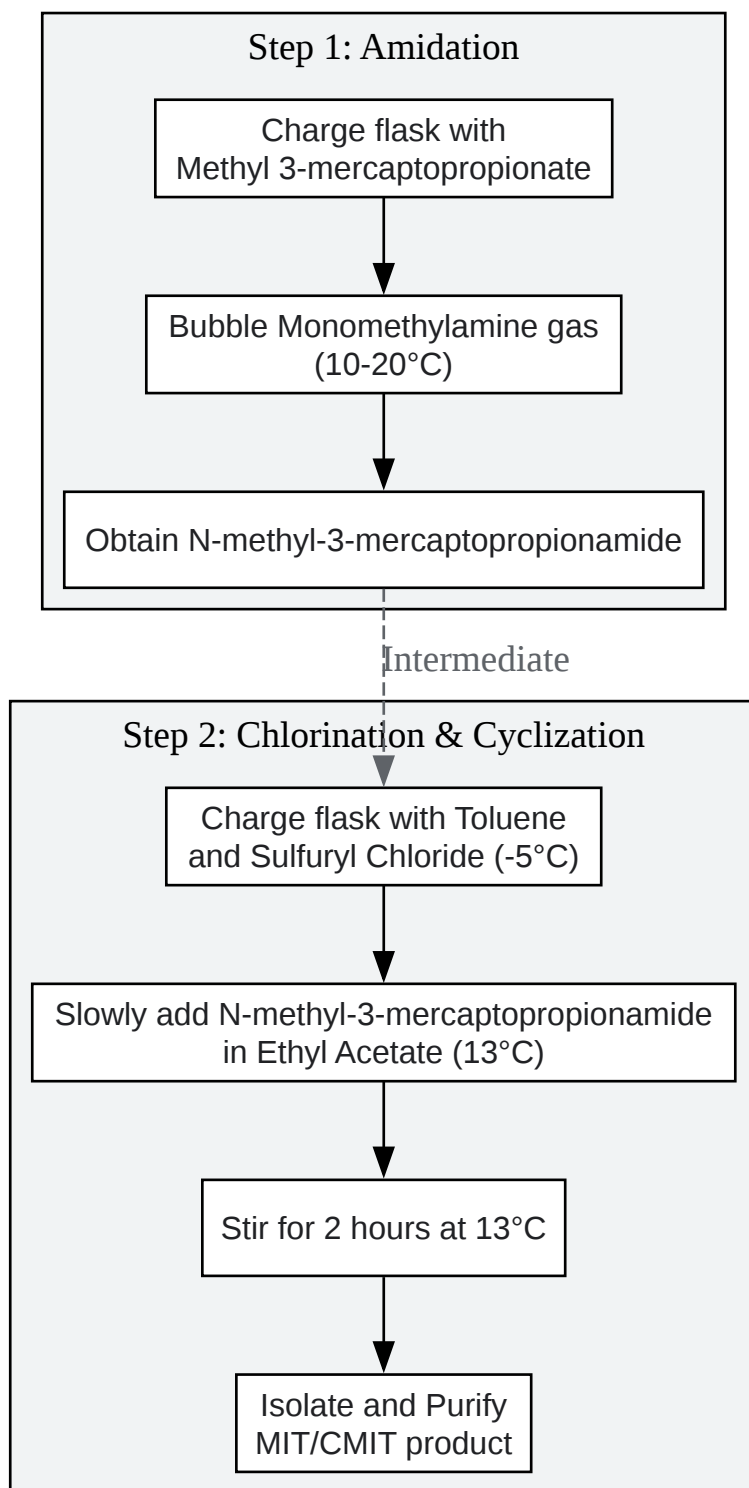 Step 1: Amidation
Charge flask with
Methyl 3-mercaptopropionate
Bubble Monomethylamine gas
(10-20°C)
Obtain N-methyl-3-mercaptopropionamide
Intermediate
Step 2: Chlorination & Cyclization
Charge flask with Toluene
and Sulfuryl Chloride (-5°C)
Slowly add N-methyl-3-mercaptopropionamide
in Ethyl Acetate (13°C)
Stir for 2 hours at 13°C
Isolate and Purify
MIT/CMIT product